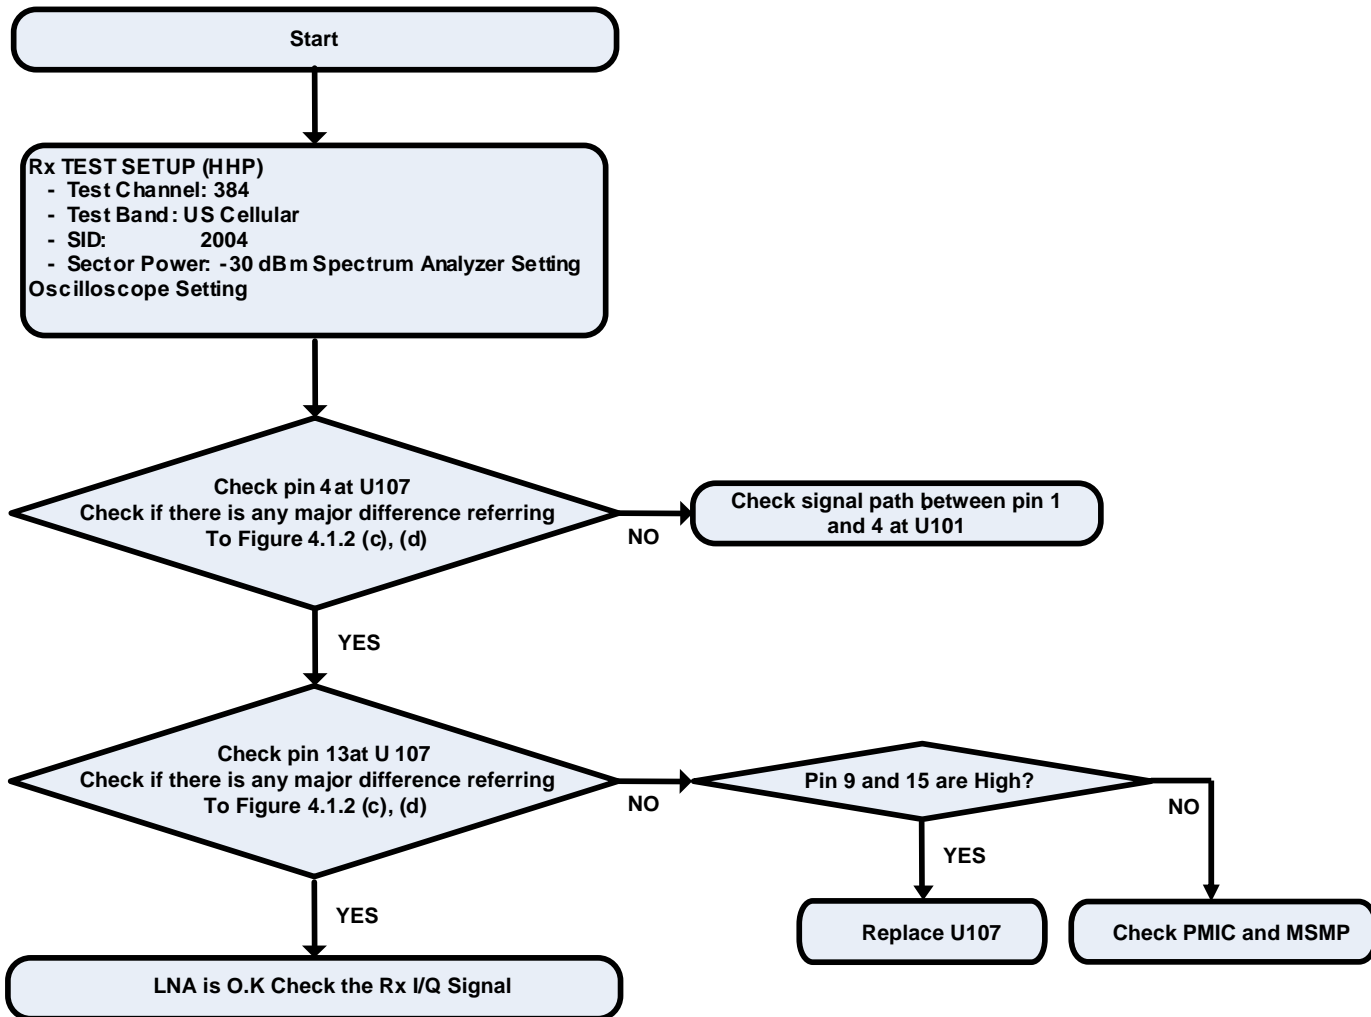 Start
Rx TEST SETUP (HHP)
- Test Channel: 384
- Test Band: US Cellular
- SID: 2004
- Sector Power: -30 dBm Spectrum Analyzer Setting
Oscilloscope Setting
Check pin 4 at U107
Check if there is any major difference referring
To Figure 4.1.2 (c), (d)
NO
Check signal path between pin 1
and 4 at U101
YES
Check pin 13at U 107
Check if there is any major difference referring
To Figure 4.1.2 (c), (d)
NO
Pin 9 and 15 are High?
NO
YES
YES
Replace U107
Check PMIC and MSMP
LNA is O.K Check the Rx I/Q Signal